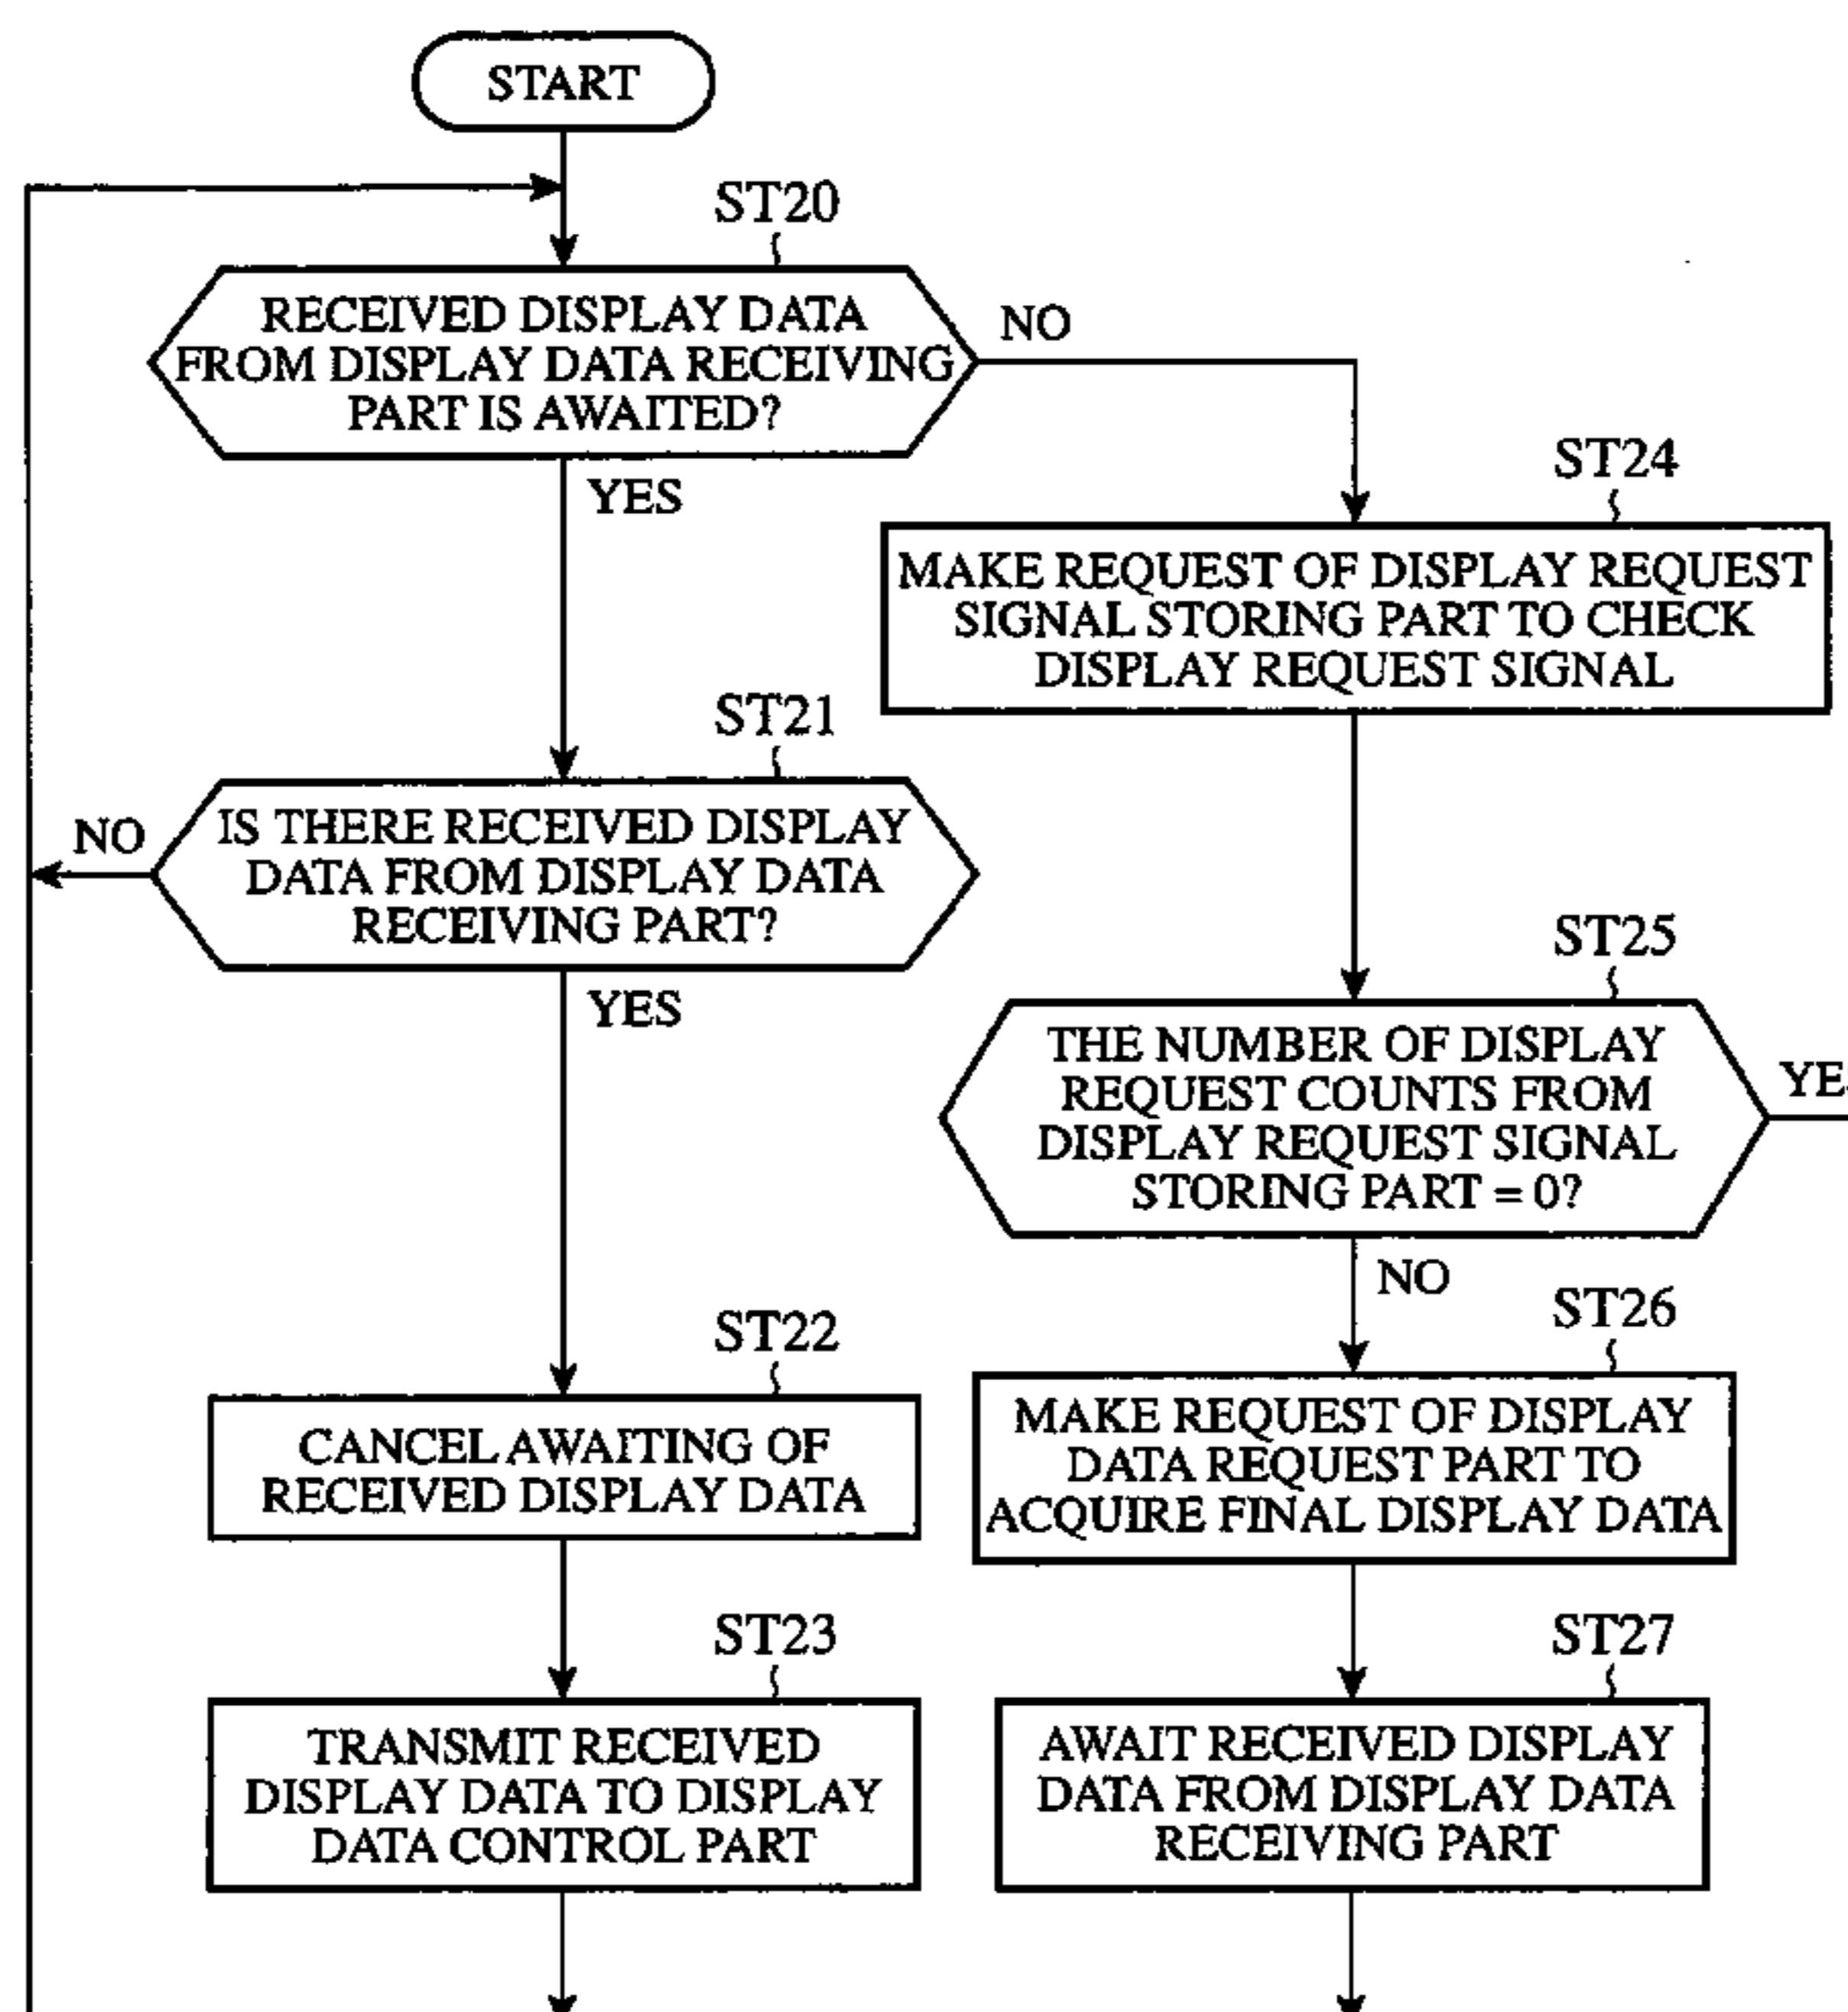 START
ST20
RECEIVED DISPLAY DATA
FROM DISPLAY DATA RECEIVING
PART IS AWAITED?
NO
YES
ST24
MAKE REQUEST OF DISPLAY REQUEST
SIGNAL STORING PART TO CHECK
DISPLAY REQUEST SIGNAL
ST21
NO
IS THERE RECEIVED DISPLAY
DATA FROM DISPLAY DATA
RECEIVING PART?
YES
ST25
THE NUMBER OF DISPLAY
REQUEST COUNTS FROM
DISPLAY REQUEST SIGNAL
STORING PART = 0?
NO
ST22
CANCEL AWAITING OF
RECEIVED DISPLAY DATA
ST26
MAKE REQUEST OF DISPLAY
DATA REQUEST PART TO
ACQUIRE FINAL DISPLAY DATA
ST23
TRANSMIT RECEIVED
DISPLAY DATA TO DISPLAY
DATA CONTROL PART
ST27
AWAIT RECEIVED DISPLAY
DATA FROM DISPLAY DATA
RECEIVING PART